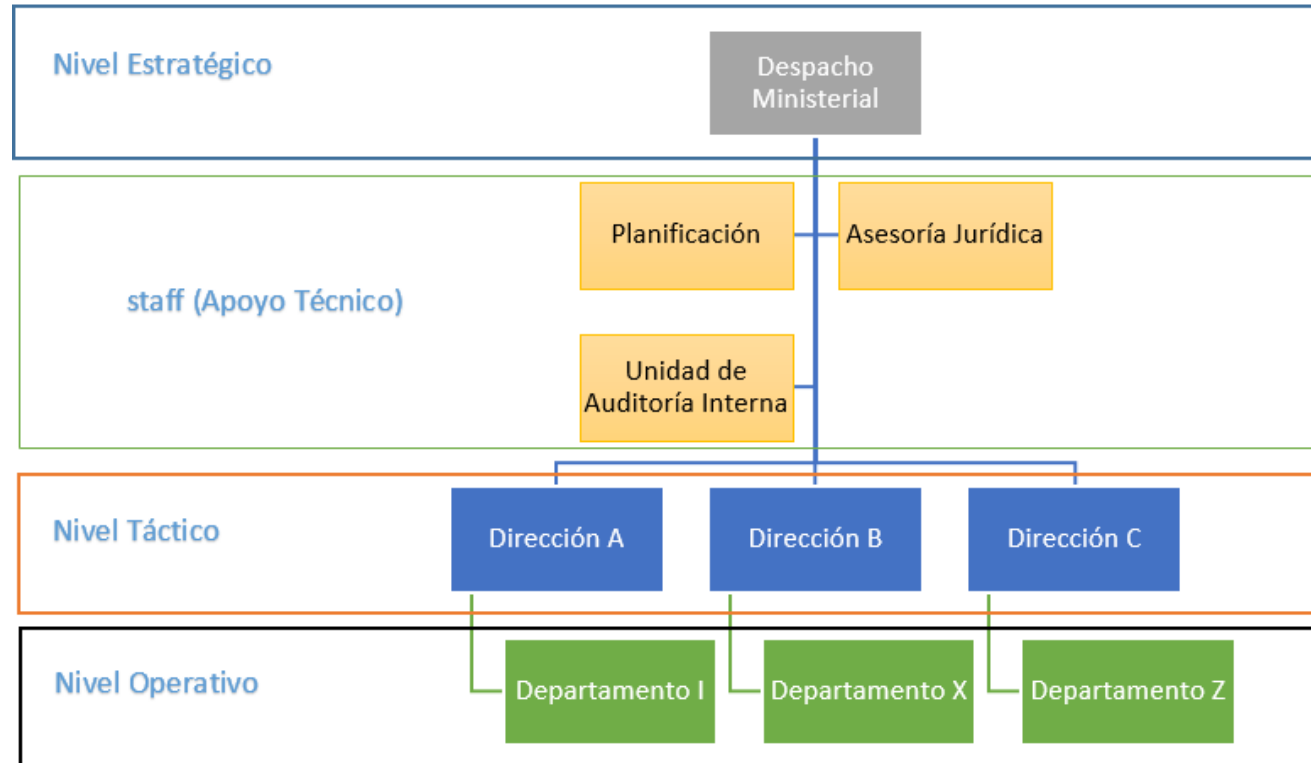 Nivel Estratégico
Despacho
Ministerial
Planificación
Asesoría Jurídica
staff (Apoyo Técnico)
Unidad de
Auditoría Interna
Nivel Táctico
Dirección A
Dirección B
Dirección C
Nivel Operativo
Departamento I
Departamento X
Departamento Z